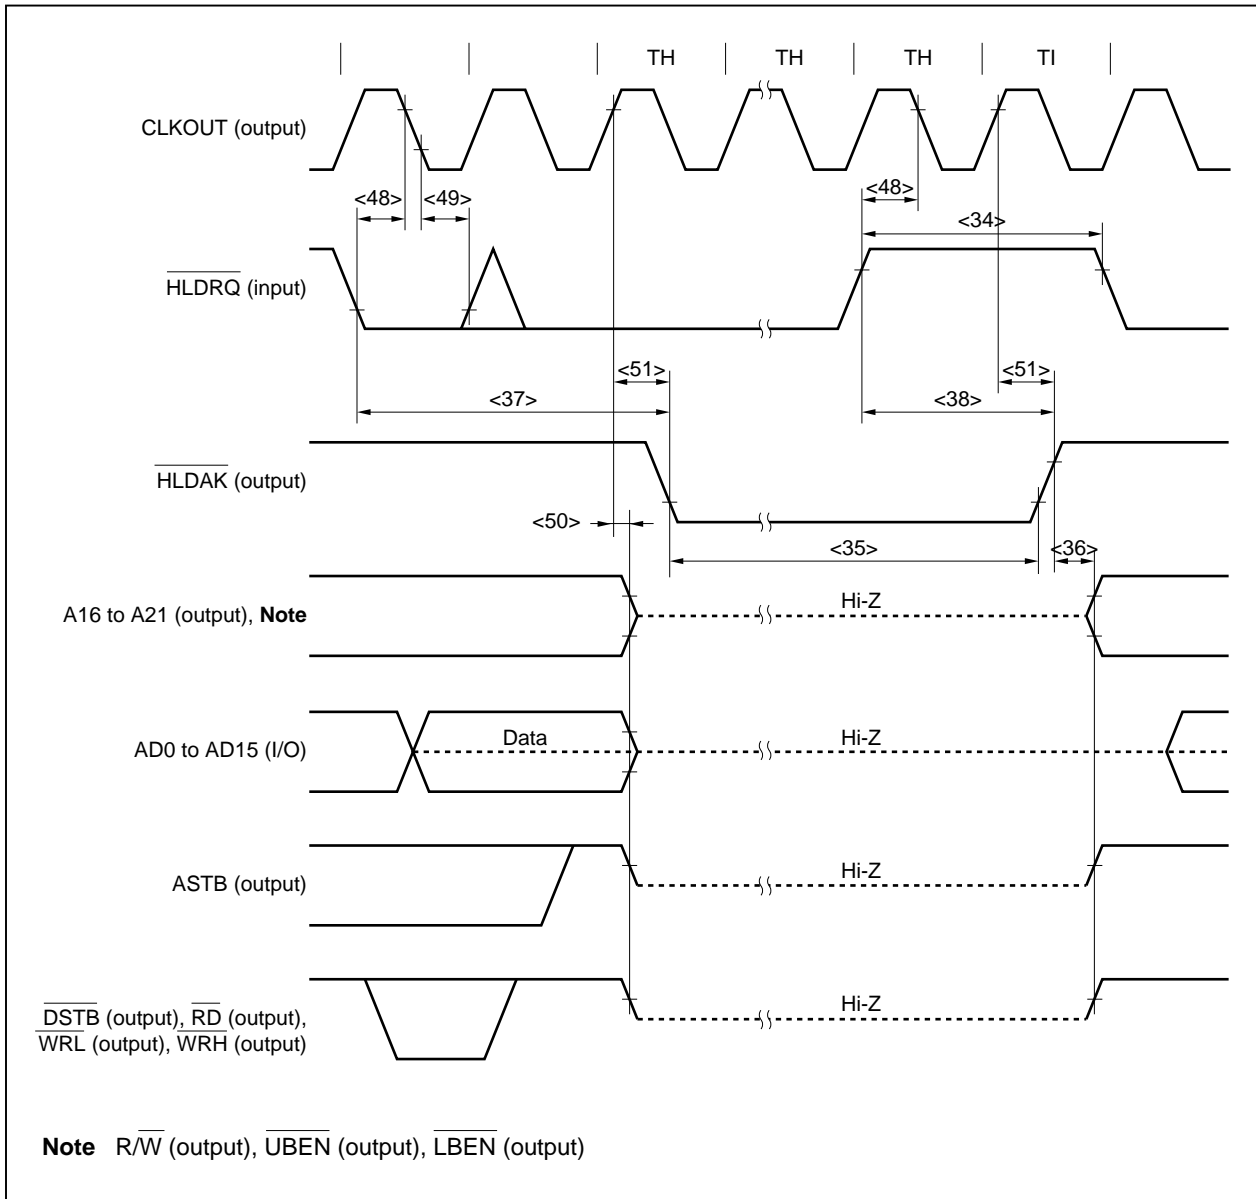 TH TH TH TI
CLKOUT (output)
<48> <49> <48>
<34>
HLDRQ (input)
<51> <51>
<37> <38>
HLDAK (output)
<50>
<35> <36>
Hi-Z
A16 to A21 (output), Note
Data Hi-Z
AD0 to AD15 (I/O)
Hi-Z
ASTB (output)
Hi-Z
DSTB (output), RD (output),
WRL (output), WRH (output)
Note R/W (output), UBEN (output), LBEN (output)